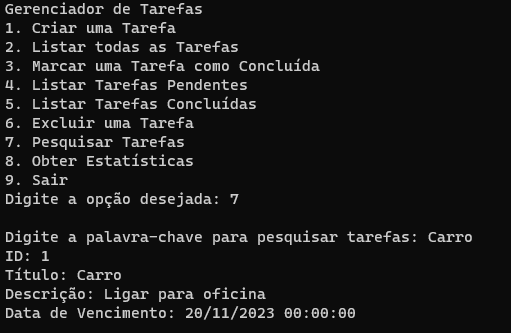 Gerenciador de Tarefas
1. Criar uma Tarefa
2. Listar todas as Tarefas
3. Marcar uma Tarefa como Concluída
4. Listar Tarefas Pendentes
5. Listar Tarefas Concluídas
6. Excluir uma Tarefa
7. Pesquisar Tarefas
8. Obter Estatísticas
9. Sair
Digite a opção desejada: 7

Digite a palavra-chave para pesquisar tarefas: Carro
ID: 1
Título: Carro
Descrição: Ligar para oficina
Data de Vencimento: 20/11/2023 00:00:00